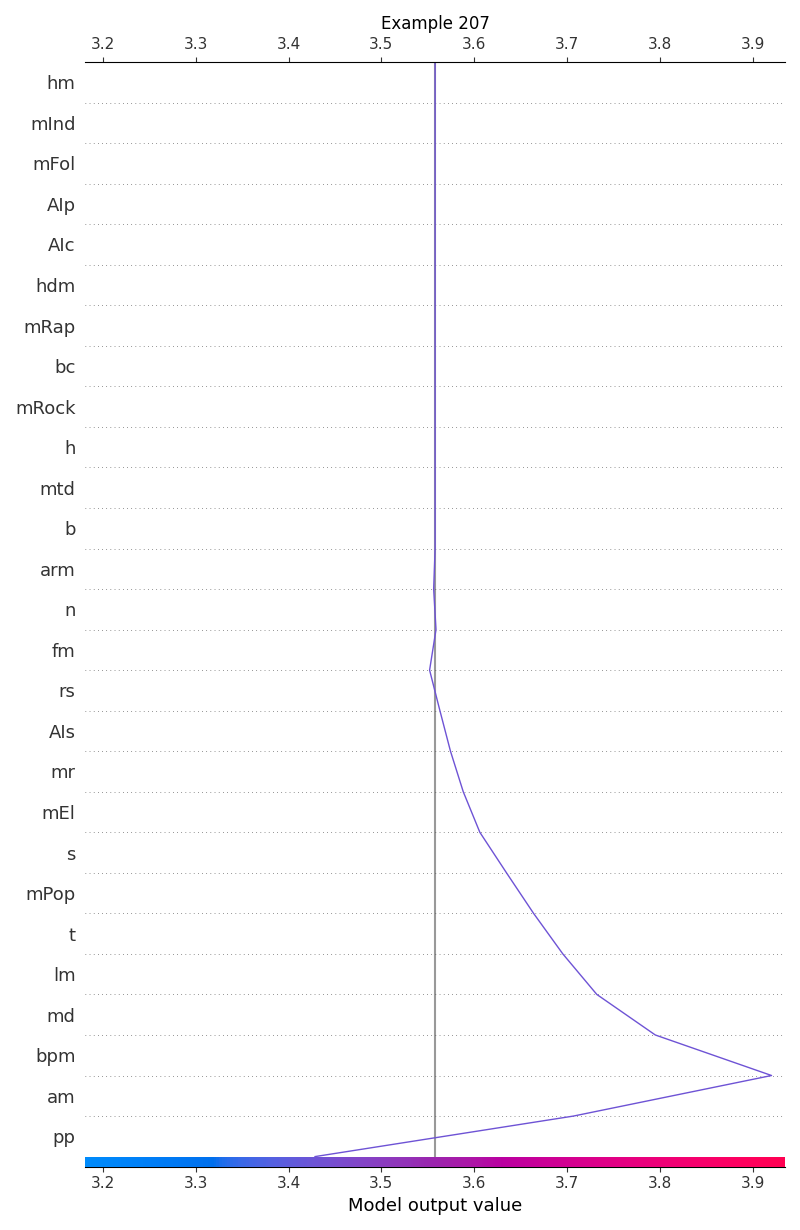 Example 207
3.2 3.3 3.4 3.5 3.6 3.7 3.8 3.9
hm
mInd
mFol
AIp
AIc
hdm
mRap
bc
mRock
h
mtd
b
arm
n
fm
rs
AIs
mr
mEl
s
mPop
t
lm
md
bpm
am
pp
3.2 3.3 3.4 3.5 3.6 3.7 3.8 3.9
Model output value